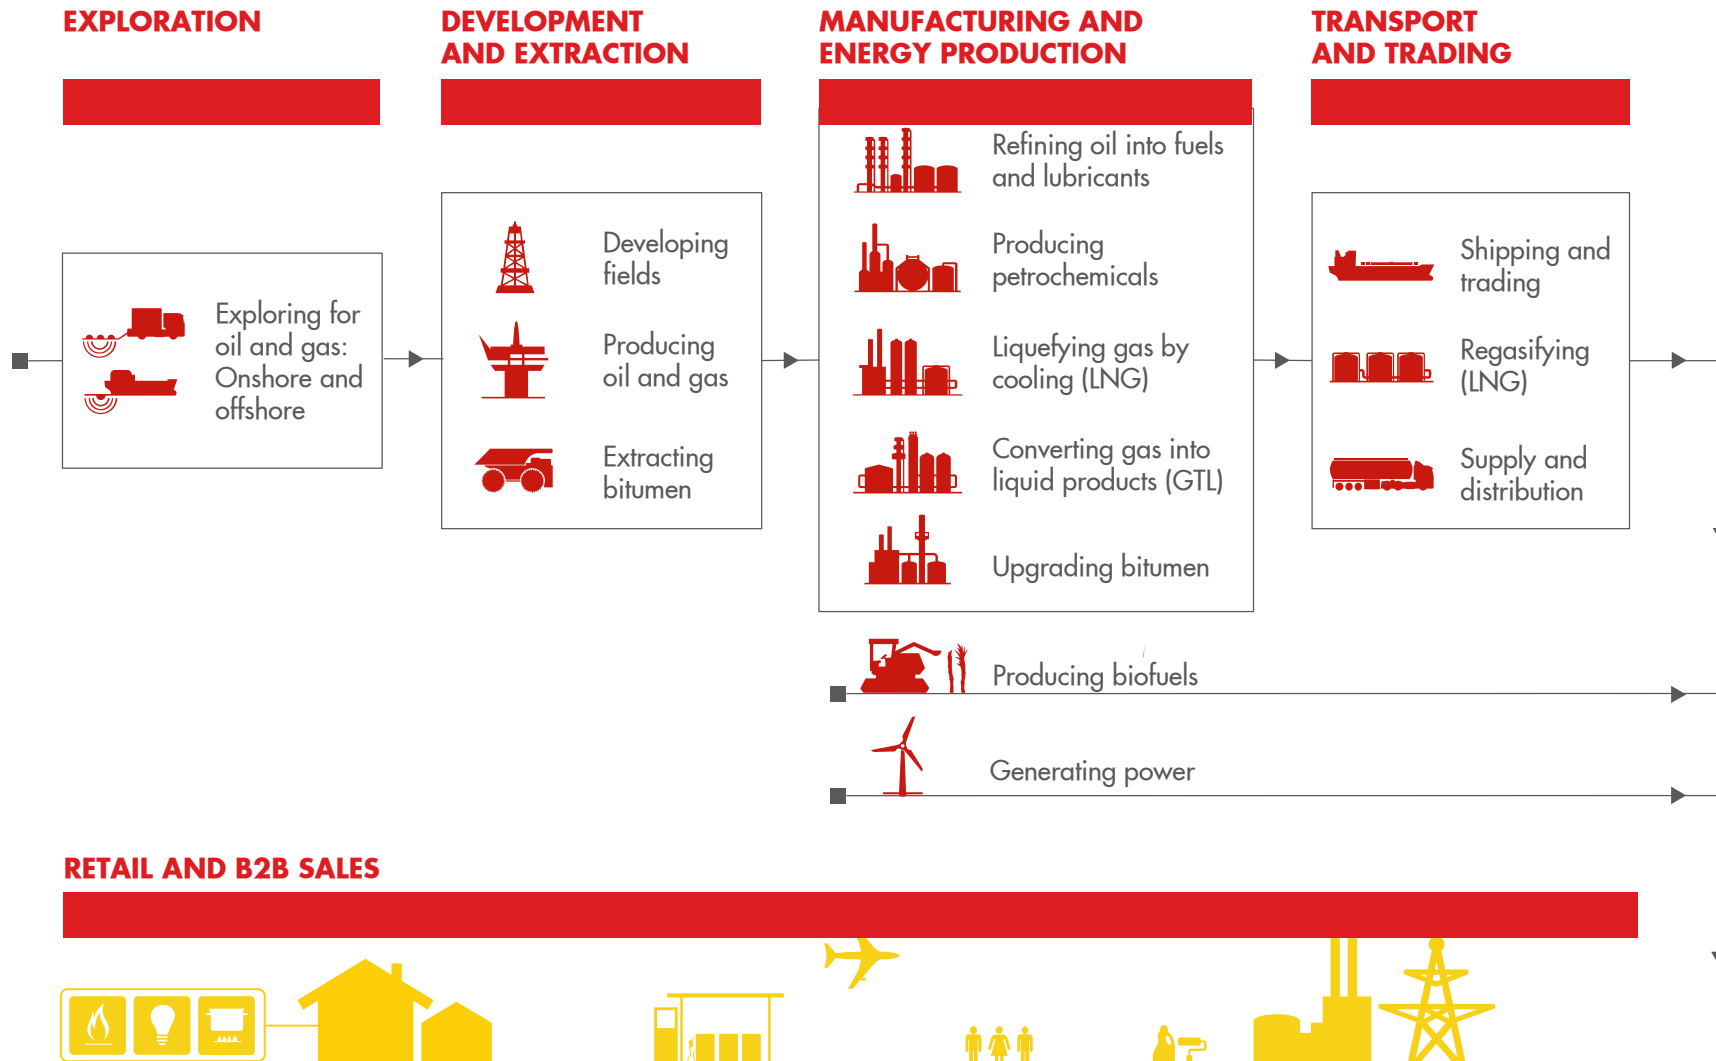 EXPLORATION
DEVELOPMENT
AND EXTRACTION
MANUFACTURING AND
ENERGY PRODUCTION
TRANSPORT
AND TRADING
Exploring for
oil and gas:
Onshore and
offshore
Developing
fields
Producing
oil and gas
Extracting
bitumen
Refining oil into fuels
and lubricants
Producing
petrochemicals
Liquefying gas by
cooling (LNG)
Converting gas into
liquid products (GTL)
Upgrading bitumen
Producing biofuels
Generating power
Shipping and
trading
Regasifying
(LNG)
Supply and
distribution
RETAIL AND B2B SALES